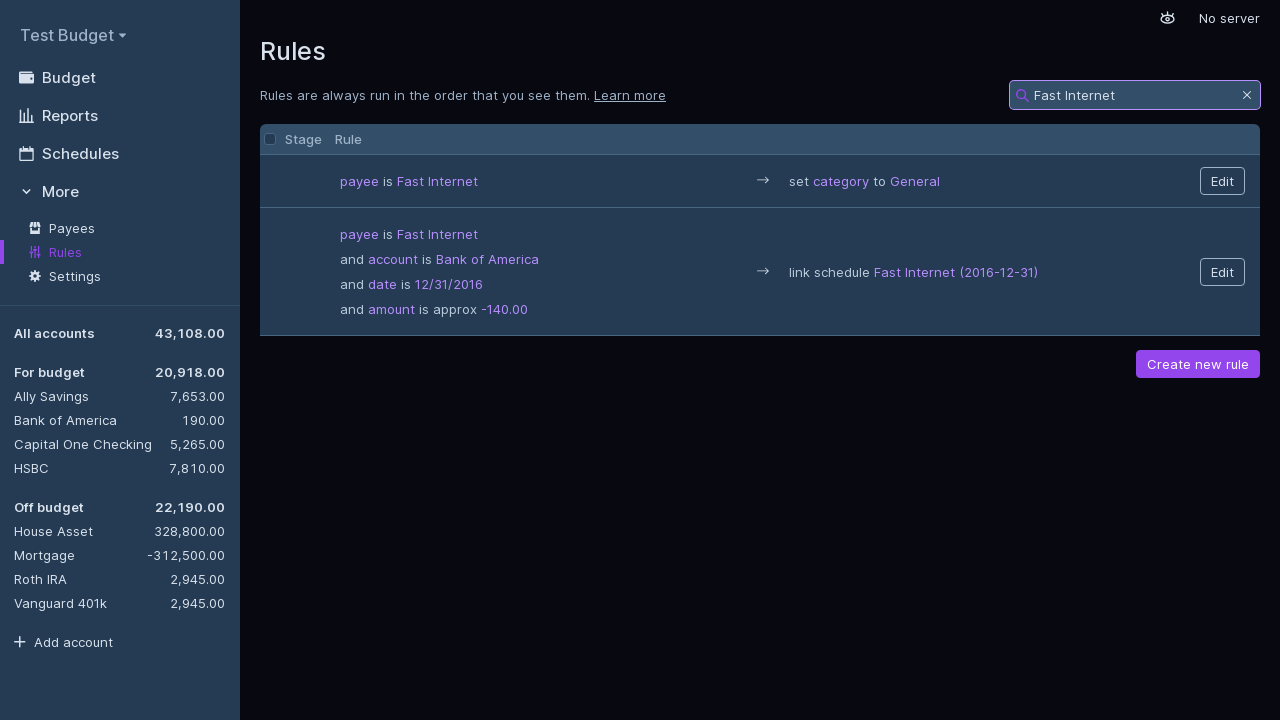 Test Budget
Budget
Reports
Schedules
More
Payees
Rules
Settings
All accounts 43,108.00
For budget 20,918.00
Ally Savings 7,653.00
Bank of America 190.00
Capital One Checking 5,265.00
HSBC 7,810.00
Off budget 22,190.00
House Asset 328,800.00
Mortgage -312,500.00
Roth IRA 2,945.00
Vanguard 401k 2,945.00
Add account
No server
Rules
Rules are always run in the order that you see them. Learn more
Fast Internet
Stage Rule
payee is Fast Internet → set category to General Edit
payee is Fast Internet
and account is Bank of America
and date is 12/31/2016
and amount is approx -140.00
→ link schedule Fast Internet (2016-12-31) Edit
Create new rule